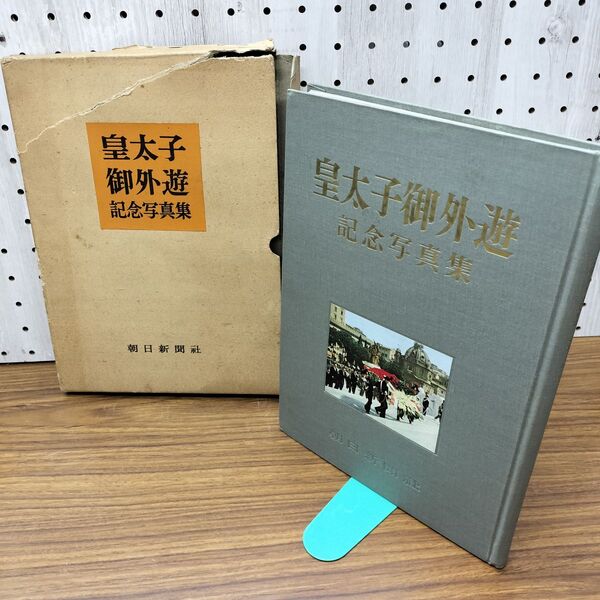 皇太子
御外遊
記念写真集
朝日新聞社
皇太子御外遊
記念写真集
朝日新聞社